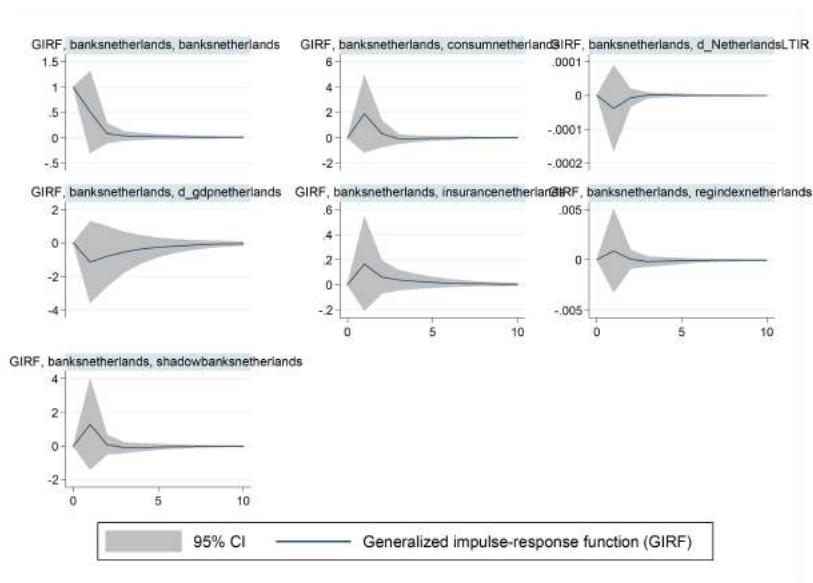 GIRF, banksnetherlands, banksnetherlands
GIRF, banksnetherlands, consumnetherlands
GIRF, banksnetherlands, d_NetherlandsLTIR
1.5
1
.5
0
-.5
6
4
2
0
-2
.0001
0
-.0001
-.0002
GIRF, banksnetherlands, d_gdpnetherlands
GIRF, banksnetherlands, insurancenetherlands
GIRF, banksnetherlands, regindexnetherlands
2
0
-2
-4
.6
.4
.2
0
-.2
0 5 10
.005
0
-.005
0 5 10
GIRF, banksnetherlands, shadowbanksnetherlands
4
2
0
-2
0 5 10
95% CI
Generalized impulse-response function (GIRF)